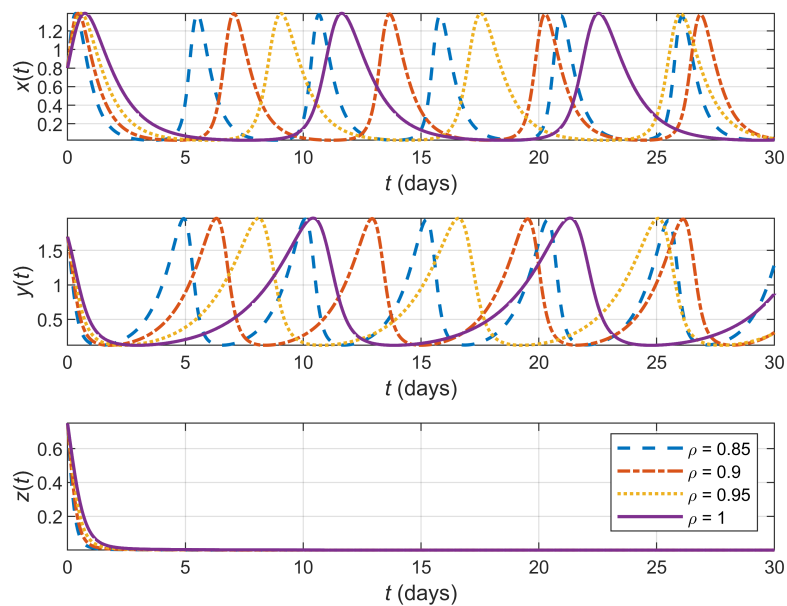 x(t)
1.2
1
0.8
0.6
0.4
0.2
0 5 10 15 20 25 30
t (days)
y(t)
1.5
1
0.5
0 5 10 15 20 25 30
t (days)
z(t)
0.6
0.4
0.2
ρ = 0.85
ρ = 0.9
ρ = 0.95
ρ = 1
0 5 10 15 20 25 30
t (days)